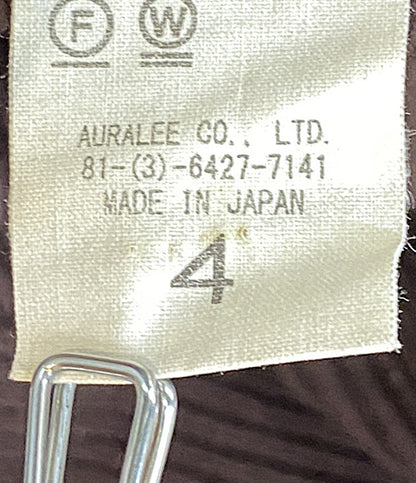 F W
AURALEE CO., LTD.
81-(3)-6427-7141
MADE IN JAPAN
4